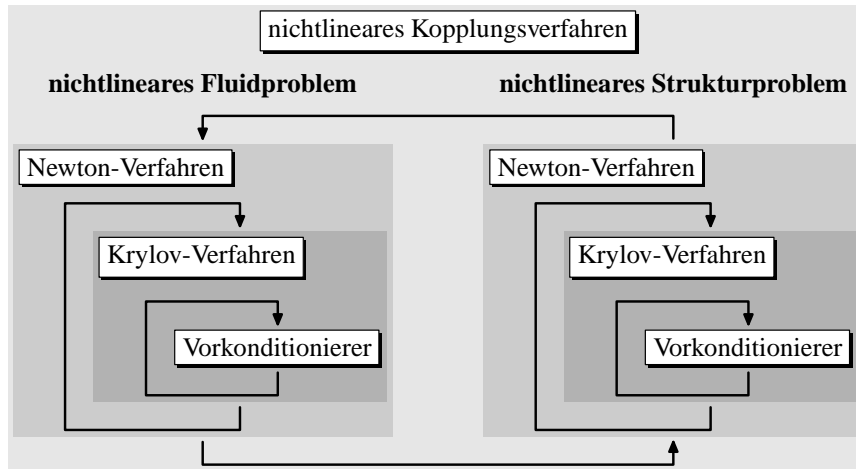 nichtlineares Kopplungsverfahren
nichtlineares Fluidproblem
nichtlineares Strukturproblem
Newton-Verfahren
Newton-Verfahren
Krylov-Verfahren
Krylov-Verfahren
Vorkonditionierer
Vorkonditionierer